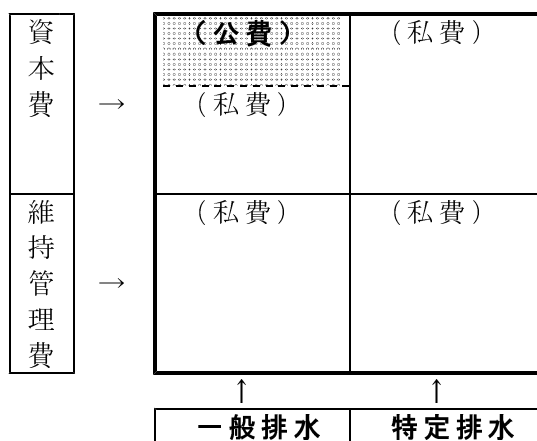 資本費
→
（公費）
（私費）
（私費）
維持管理費
→
（私費）
（私費）
↑
↑
一般排水
特定排水